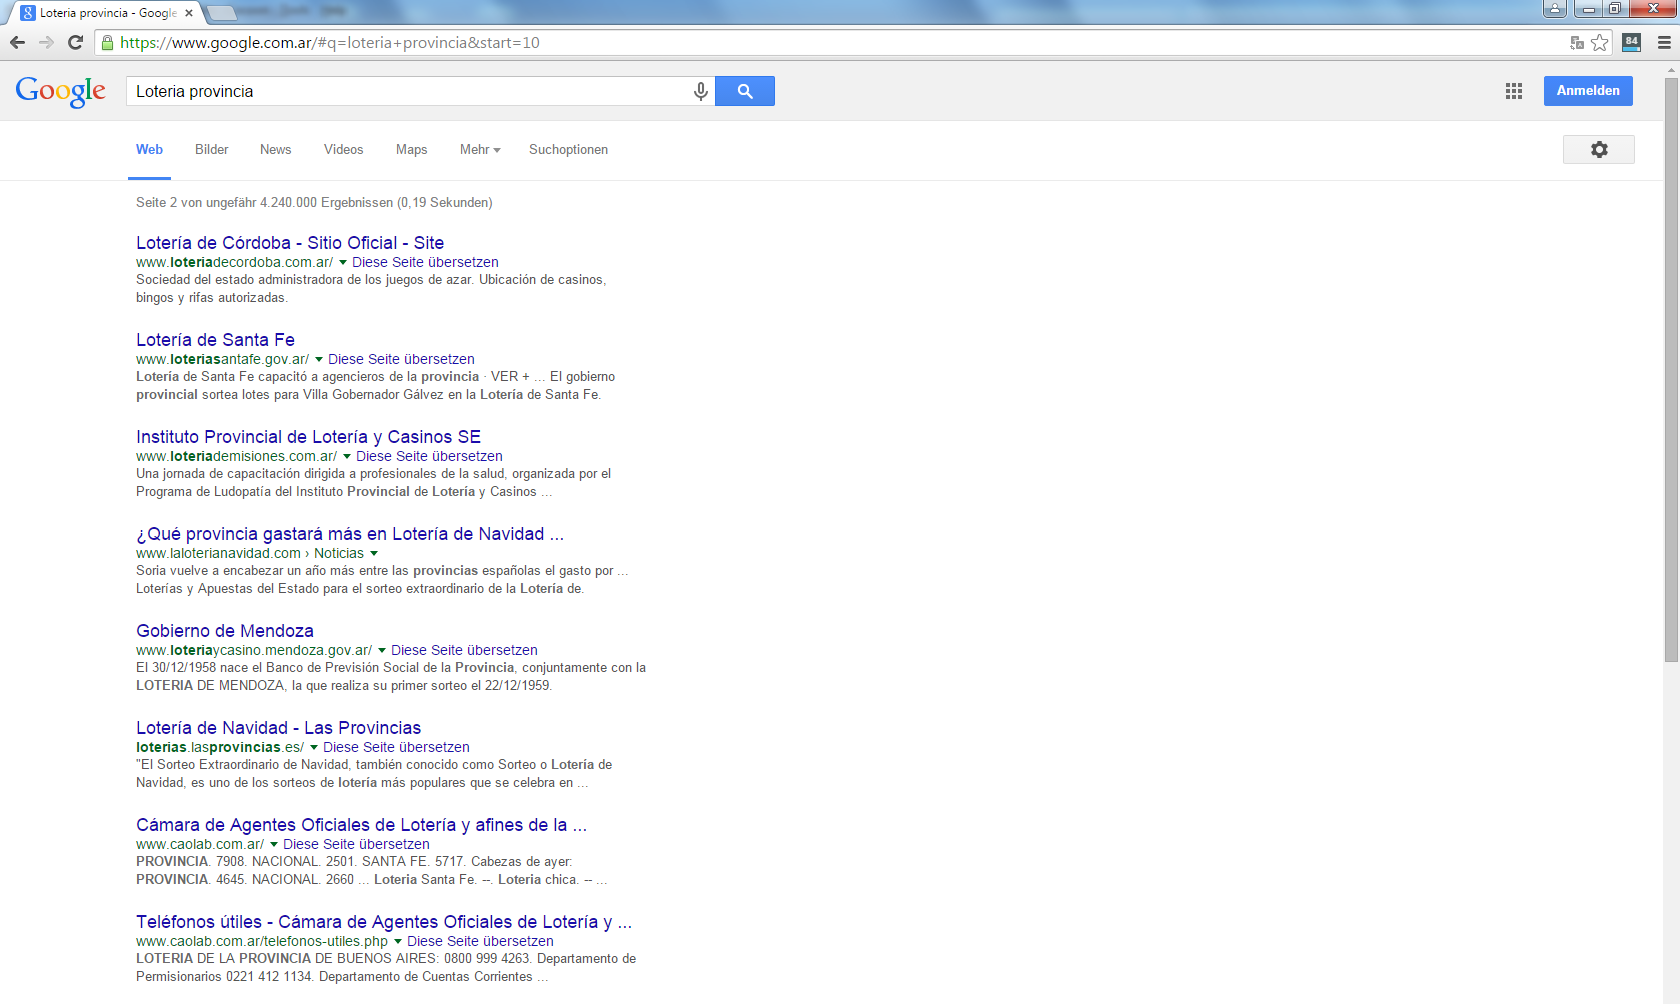 Loteria provincia - Google
https://www.google.com.ar/#q=loteria+provincia&start=10
84
Google
Loteria provincia
Anmelden
Web Bilder News Videos Maps Mehr Suchoptionen
Seite 2 von ungefähr 4.240.000 Ergebnissen (0,19 Sekunden)
Lotería de Córdoba - Sitio Oficial - Site
www.loteriadecordoba.com.ar/ Diese Seite übersetzen
Sociedad del estado administradora de los juegos de azar. Ubicación de casinos,
bingos y rifas autorizadas.
Lotería de Santa Fe
www.loteriasantafe.gov.ar/ Diese Seite übersetzen
Lotería de Santa Fe capacitó a agencieros de la provincia · VER + ... El gobierno
provincial sortea lotes para Villa Gobernador Gálvez en la Lotería de Santa Fe.
Instituto Provincial de Lotería y Casinos SE
www.loteriademisiones.com.ar/ Diese Seite übersetzen
Una jornada de capacitación dirigida a profesionales de la salud, organizada por el
Programa de Ludopatía del Instituto Provincial de Lotería y Casinos ...
¿Qué provincia gastará más en Lotería de Navidad ...
www.laloterianavidad.com › Noticias
Soria vuelve a encabezar un año más entre las provincias españolas el gasto por ...
Loterías y Apuestas del Estado para el sorteo extraordinario de la Lotería de.
Gobierno de Mendoza
www.loteriaycasino.mendoza.gov.ar/ Diese Seite übersetzen
El 30/12/1958 nace el Banco de Previsión Social de la Provincia, conjuntamente con la
LOTERIA DE MENDOZA, la que realiza su primer sorteo el 22/12/1959.
Lotería de Navidad - Las Provincias
loterias.lasprovincias.es/ Diese Seite übersetzen
"El Sorteo Extraordinario de Navidad, también conocido como Sorteo o Lotería de
Navidad, es uno de los sorteos de lotería más populares que se celebra en ...
Cámara de Agentes Oficiales de Lotería y afines de la ...
www.caolab.com.ar/ Diese Seite übersetzen
PROVINCIA. 7908. NACIONAL. 2501. SANTA FE. 5717. Cabezas de ayer:
PROVINCIA. 4645. NACIONAL. 2660 ... Loteria Santa Fe. --. Loteria chica. -- ...
Teléfonos útiles - Cámara de Agentes Oficiales de Lotería y ...
www.caolab.com.ar/telefonos-utiles.php Diese Seite übersetzen
LOTERIA DE LA PROVINCIA DE BUENOS AIRES: 0800 999 4263. Departamento de
Permisionarios 0221 412 1134. Departamento de Cuentas Corrientes ...